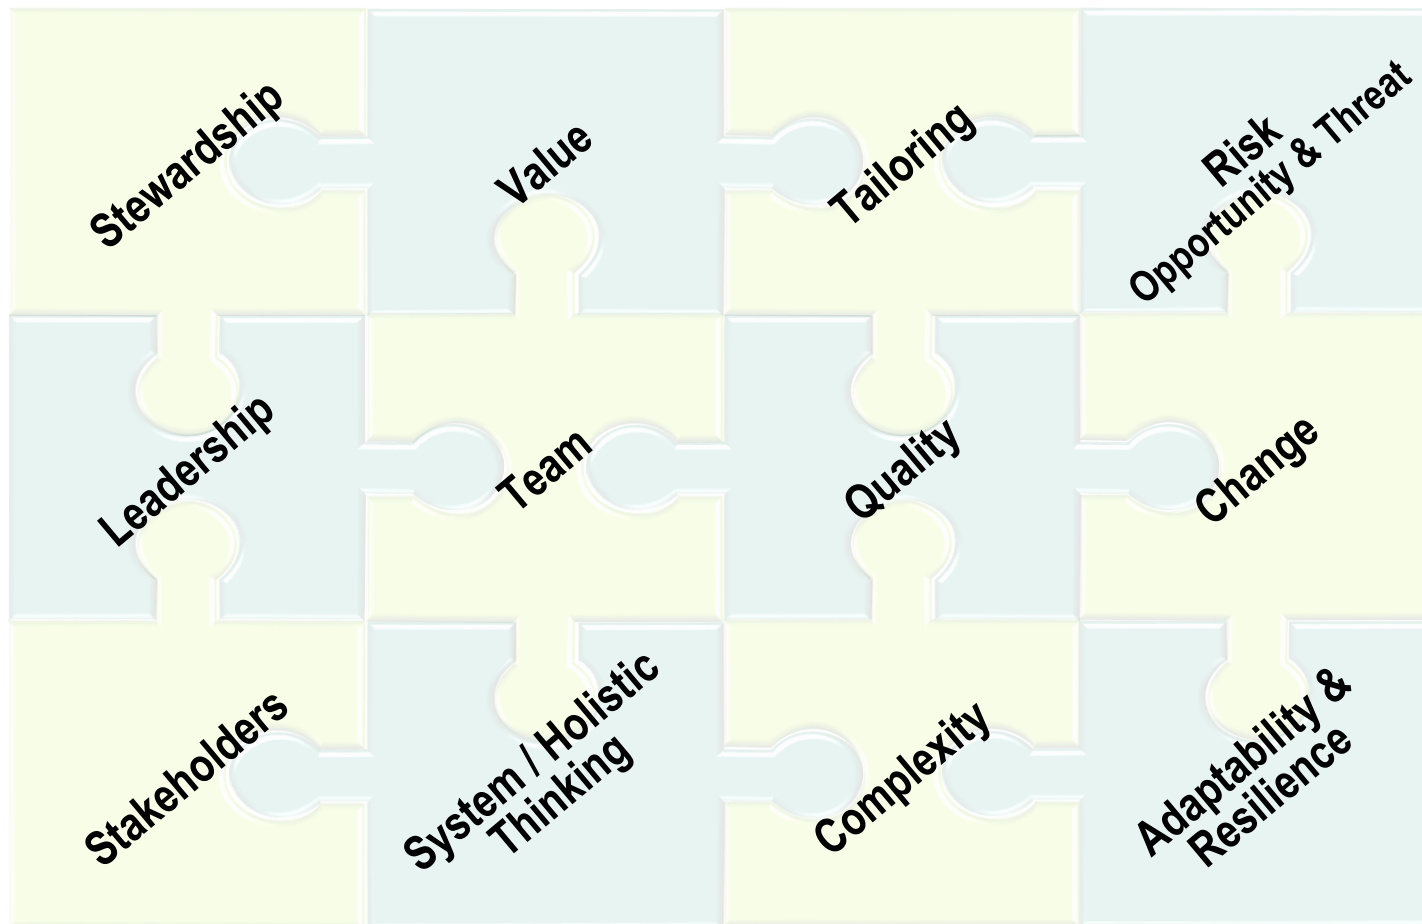 Stewardship
Value
Tailoring
Risk
Opportunity & Threat
Leadership
Team
Quality
Change
Stakeholders
System / Holistic
Thinking
Complexity
Adaptability &
Resilience